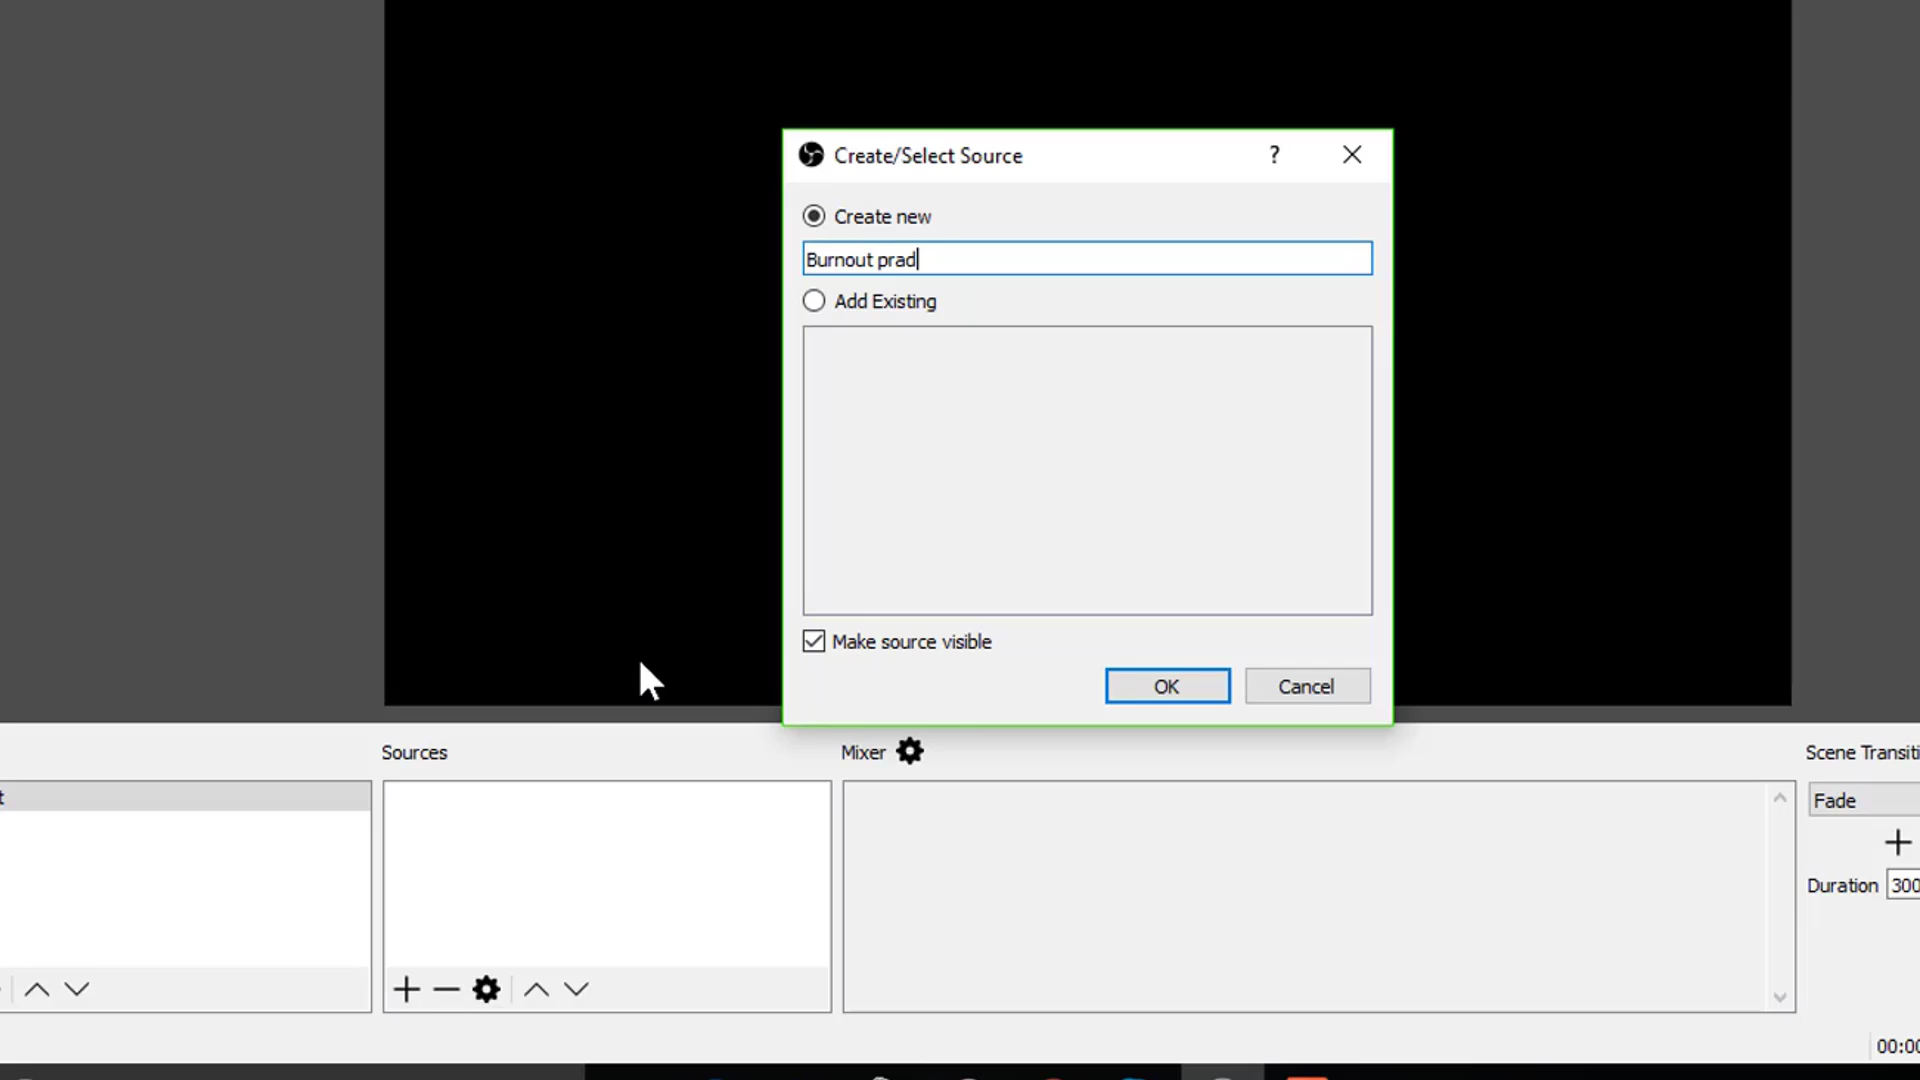 Create/Select Source
?
Create new
Burnout prad
Add Existing
Make source visible
OK
Cancel
Sources
Mixer
Scene Transiti
t
Fade
Duration
300
00:00